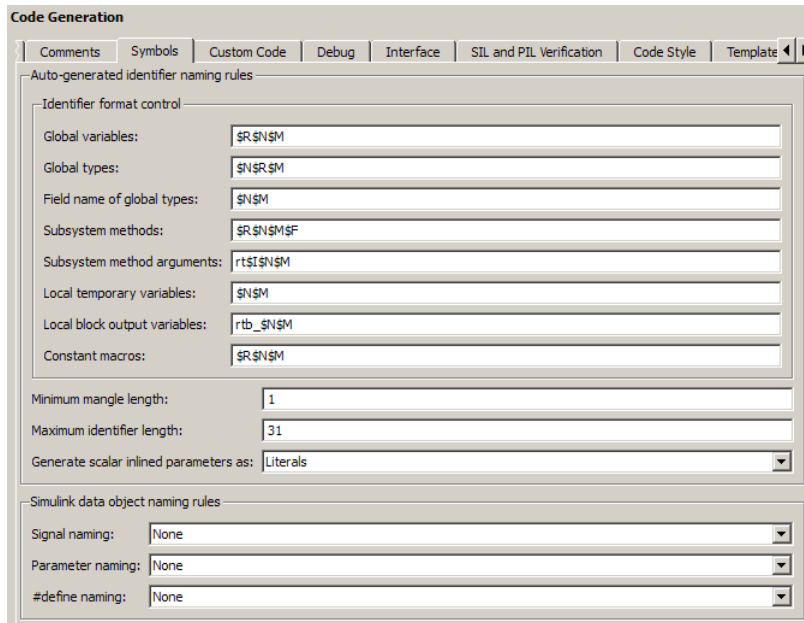 Code Generation
Comments Symbols Custom Code Debug Interface SIL and PIL Verification Code Style Template
Auto-generated identifier naming rules
Identifier format control
Global variables: $R$N$M
Global types: $N$R$M
Field name of global types: $N$M
Subsystem methods: $R$N$M$F
Subsystem method arguments: rt$I$N$M
Local temporary variables: $N$M
Local block output variables: rtb_$N$M
Constant macros: $R$N$M
Minimum mangle length: 1
Maximum identifier length: 31
Generate scalar inlined parameters as: Literals
Simulink data object naming rules
Signal naming: None
Parameter naming: None
#define naming: None